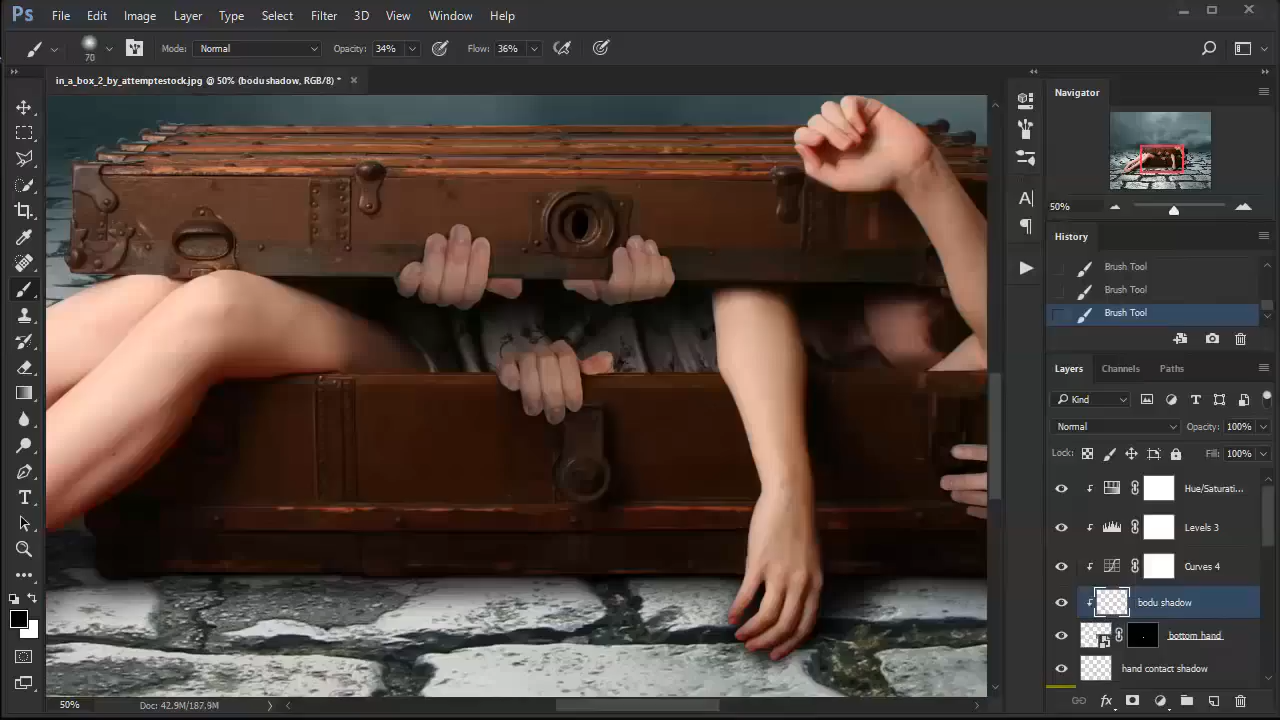 Ps File Edit Image Layer Type Select Filter 3D View Window Help
70 Mode: Normal Opacity: 34% Flow: 36%
in_a_box_2_by_attemptestock.jpg @ 50% (bodu shadow, RGB/8) *
Navigator
50%
History
Brush Tool
Brush Tool
Brush Tool
Layers Channels Paths
Kind
Normal Opacity: 100%
Lock: Fill: 100%
Hue/Saturati...
Levels 3
Curves 4
bodu shadow
bottom hand
hand contact shadow
50% Doc: 42.9M/187.9M